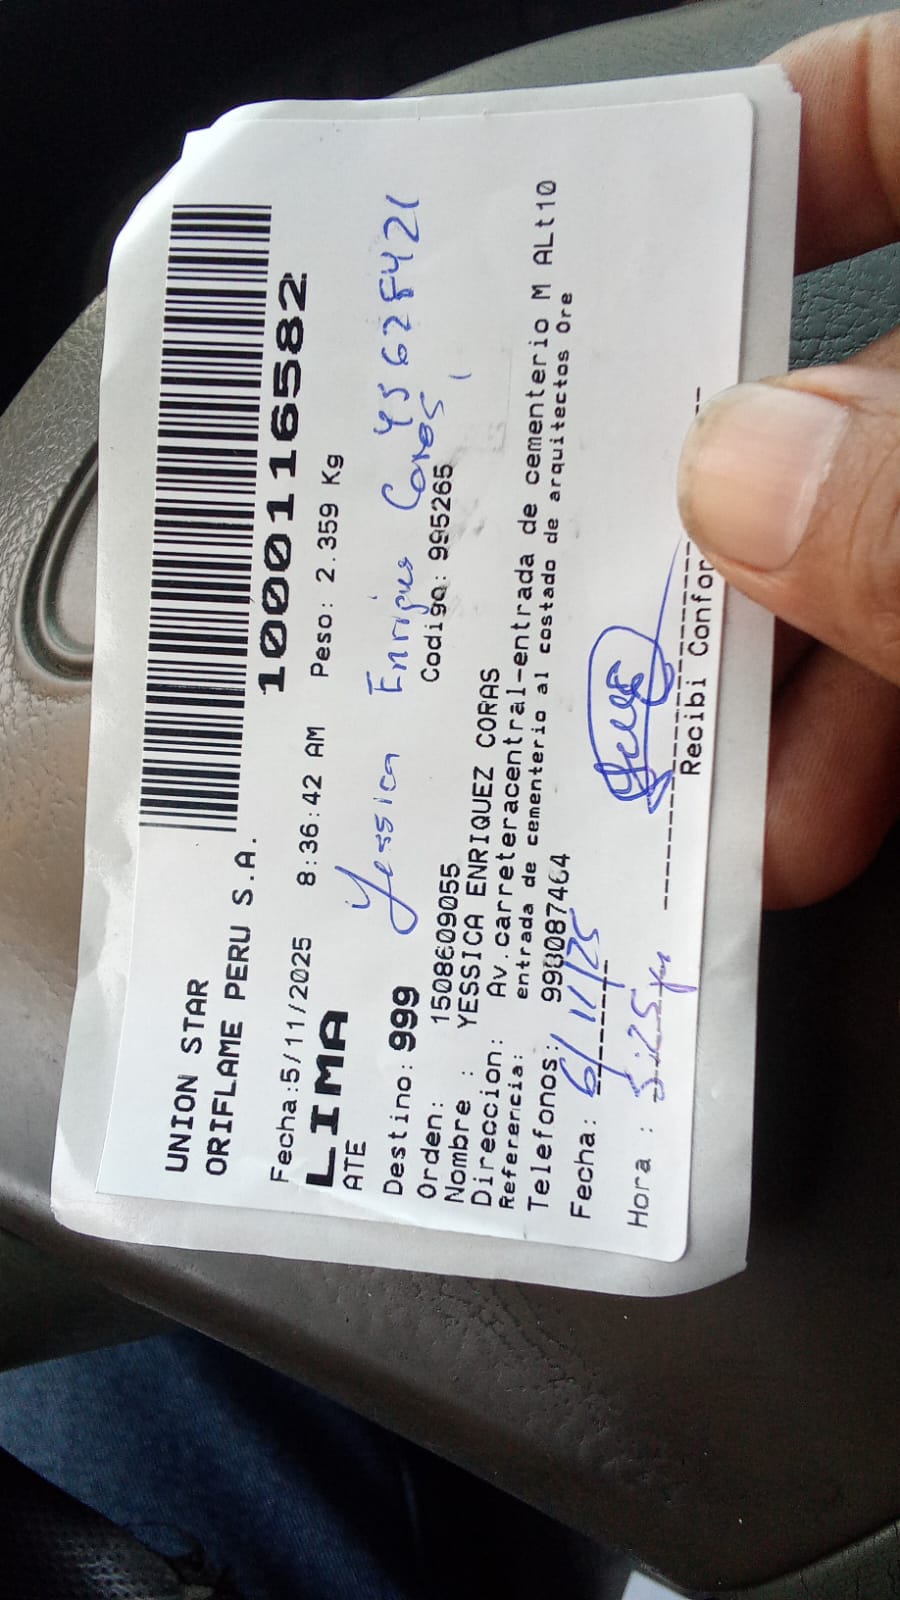 UNION STAR
ORIFLAME PERU S.A.
1000116582
Fecha:5/11/2025 8:36:42 AM Peso: 2.359 Kg
LIMA
ATE
Yessica Enriques Coras 45628421
Destino: 999 Codigo: 995265
Orden: 1508609055
Nombre : YESSICA ENRIQUEZ CORAS
Direccion: Av.carreteracentral-entrada de cementerio M ALt10
Referencia: entrada de cementerio al costado de arquitectos Ore
Telefonos: 990087464
Fecha: 6/11/25
Hora :
Recibi Confor